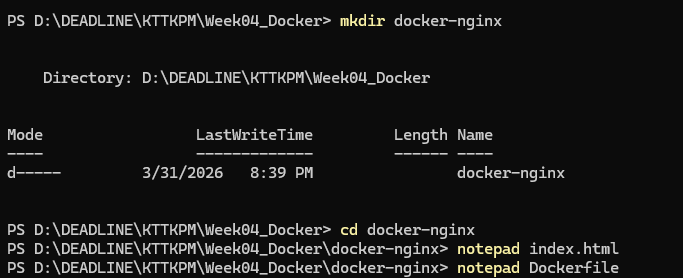 PS D:\DEADLINE\KTTKPM\Week04_Docker> mkdir docker-nginx
Directory: D:\DEADLINE\KTTKPM\Week04_Docker
Mode                 LastWriteTime         Length Name
----                 -------------         ------ ----
d-----         3/31/2026   8:39 PM                docker-nginx
PS D:\DEADLINE\KTTKPM\Week04_Docker> cd docker-nginx
PS D:\DEADLINE\KTTKPM\Week04_Docker\docker-nginx> notepad index.html
PS D:\DEADLINE\KTTKPM\Week04_Docker\docker-nginx> notepad Dockerfile